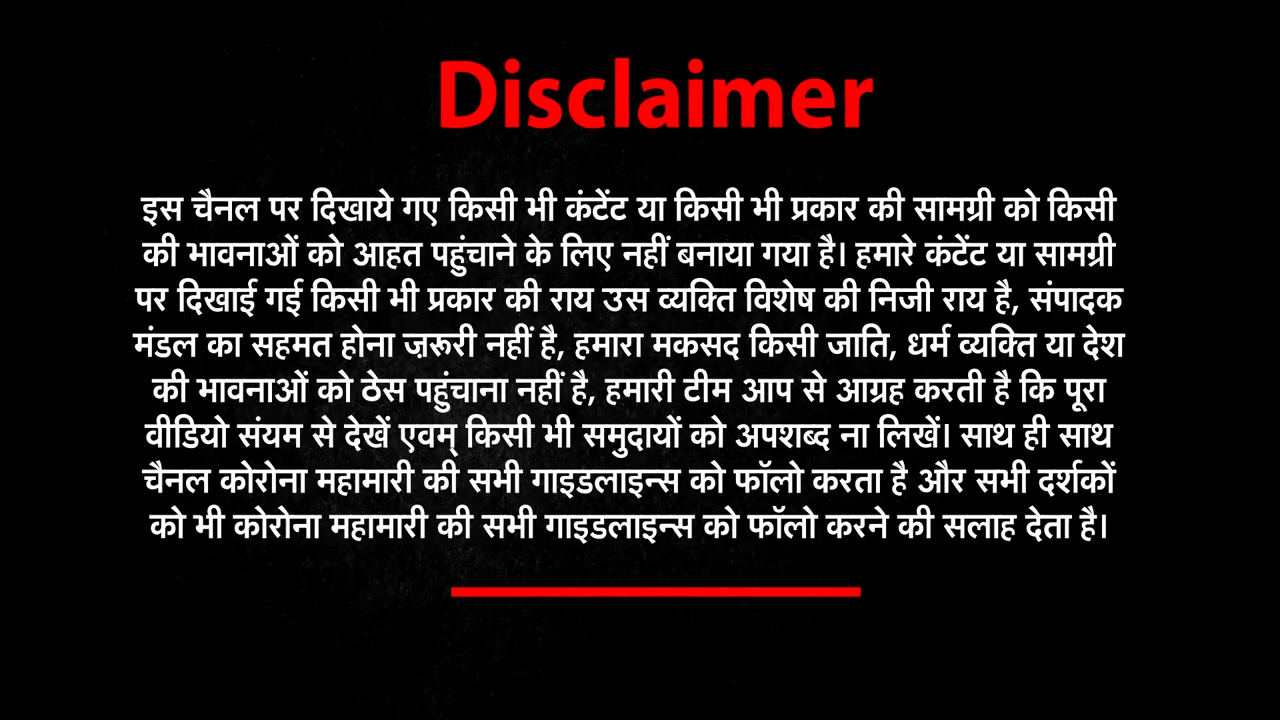 Disclaimer
इस चैनल पर दिखाये गए किसी भी कंटेंट या किसी भी प्रकार की सामग्री को किसी
की भावनाओं को आहत पहुंचाने के लिए नहीं बनाया गया है। हमारे कंटेंट या सामग्री
पर दिखाई गई किसी भी प्रकार की राय उस व्यक्ति विशेष की निजी राय है, संपादक
मंडल का सहमत होना ज़रूरी नहीं है, हमारा मकसद किसी जाति, धर्म व्यक्ति या देश
की भावनाओं को ठेस पहुंचाना नहीं है, हमारी टीम आप से आग्रह करती है कि पूरा
वीडियो संयम से देखें एवम् किसी भी समुदायों को अपशब्द ना लिखें। साथ ही साथ
चैनल कोरोना महामारी की सभी गाइडलाइन्स को फॉलो करता है और सभी दर्शकों
को भी कोरोना महामारी की सभी गाइडलाइन्स को फॉलो करने की सलाह देता है।